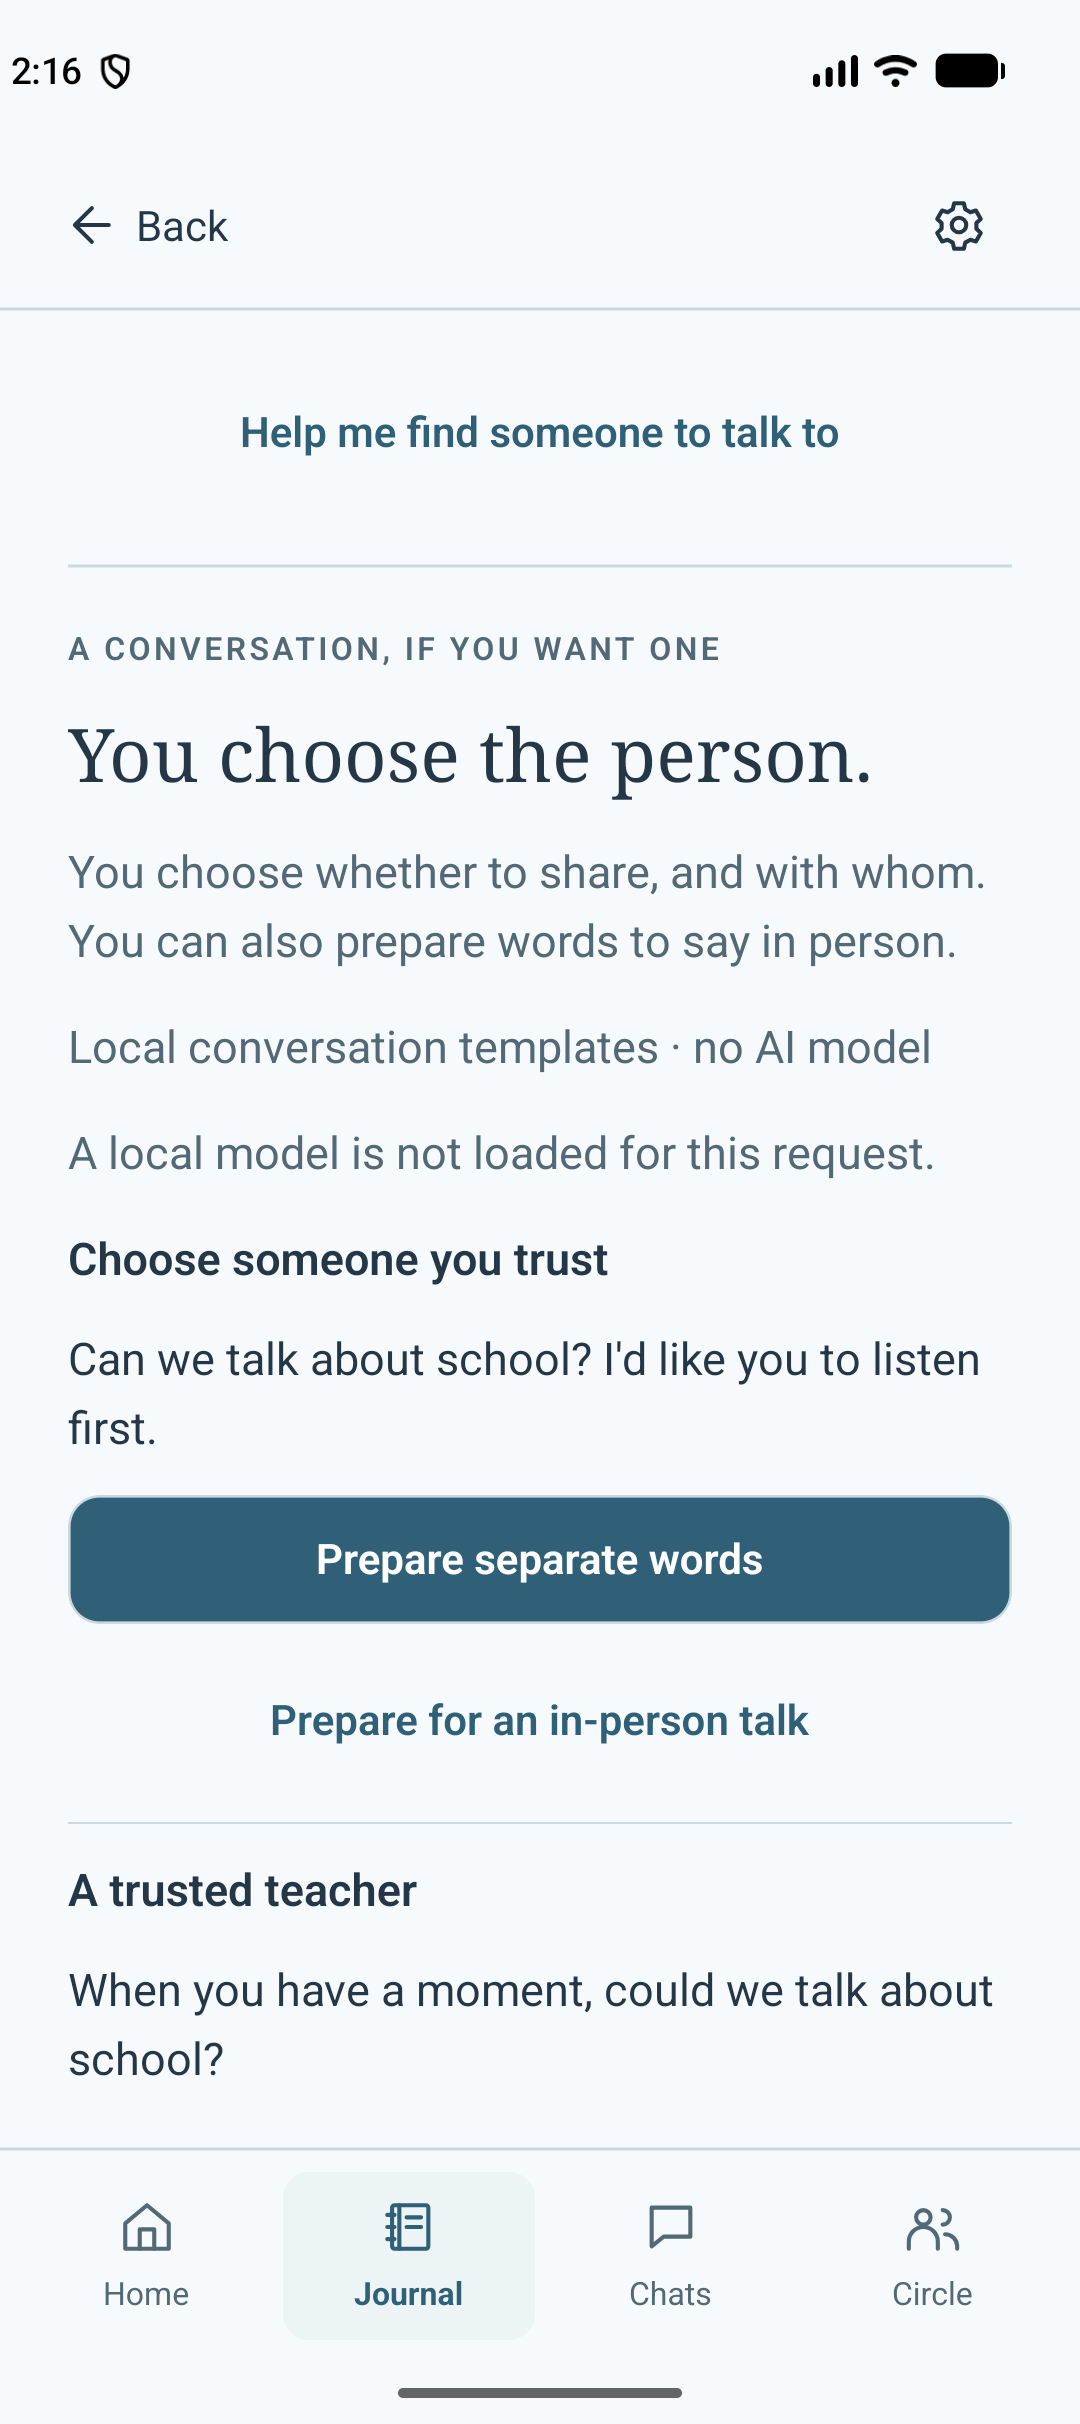 2:16
Back
Help me find someone to talk to
A CONVERSATION, IF YOU WANT ONE
You choose the person.
You choose whether to share, and with whom.
You can also prepare words to say in person.
Local conversation templates · no AI model
A local model is not loaded for this request.
Choose someone you trust
Can we talk about school? I'd like you to listen
first.
Prepare separate words
Prepare for an in-person talk
A trusted teacher
When you have a moment, could we talk about
school?
Home
Journal
Chats
Circle